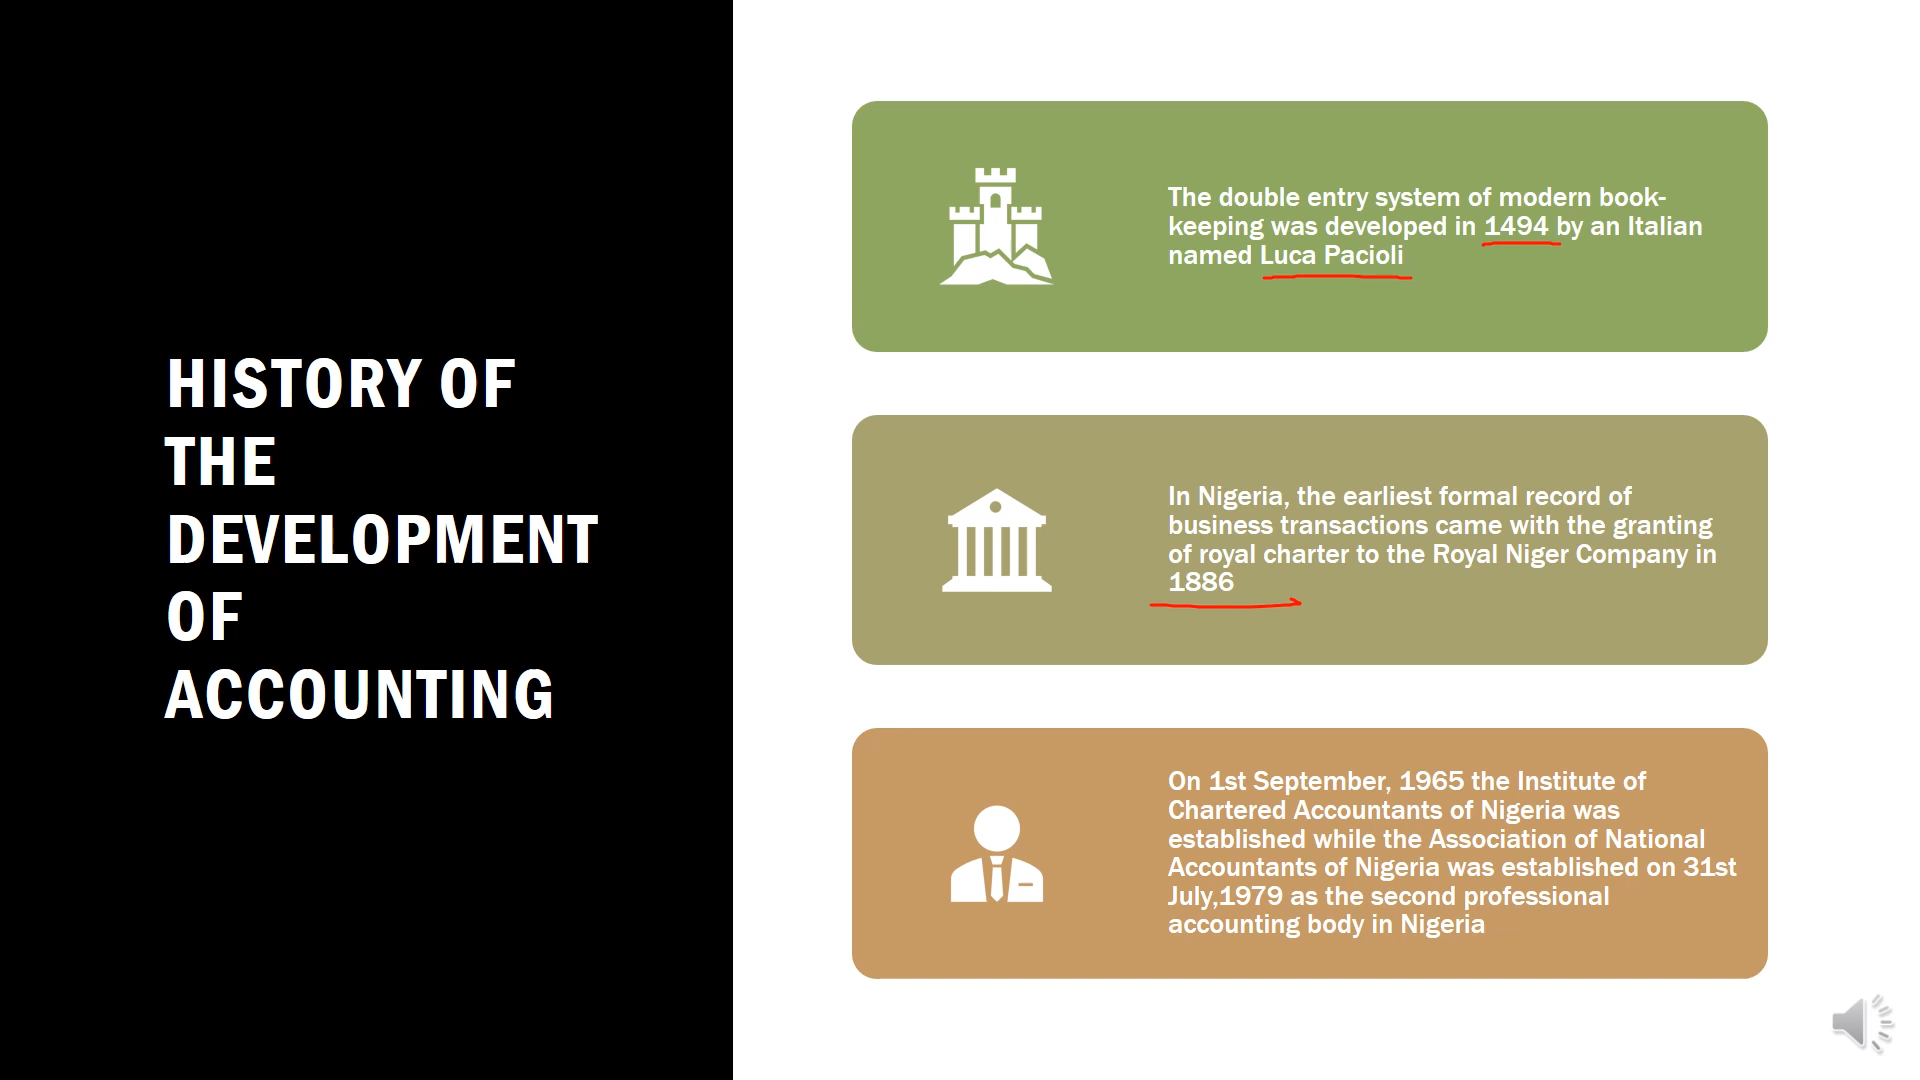 HISTORY OF
THE
DEVELOPMENT
OF
ACCOUNTING
The double entry system of modern book-
keeping was developed in 1494 by an Italian
named Luca Pacioli
In Nigeria, the earliest formal record of
business transactions came with the granting
of royal charter to the Royal Niger Company in
1886
On 1st September, 1965 the Institute of
Chartered Accountants of Nigeria was
established while the Association of National
Accountants of Nigeria was established on 31st
July,1979 as the second professional
accounting body in Nigeria